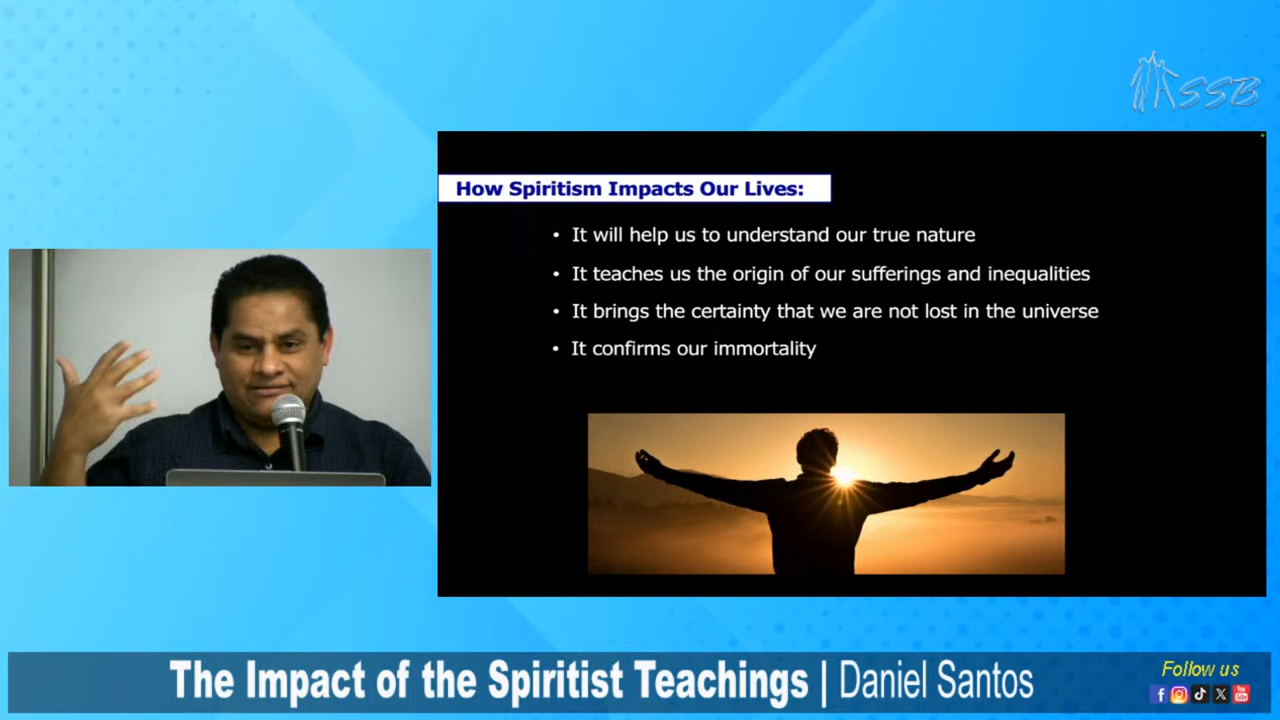 SSB
How Spiritism Impacts Our Lives:
• It will help us to understand our true nature
• It teaches us the origin of our sufferings and inequalities
• It brings the certainty that we are not lost in the universe
• It confirms our immortality
The Impact of the Spiritist Teachings | Daniel Santos
Follow us